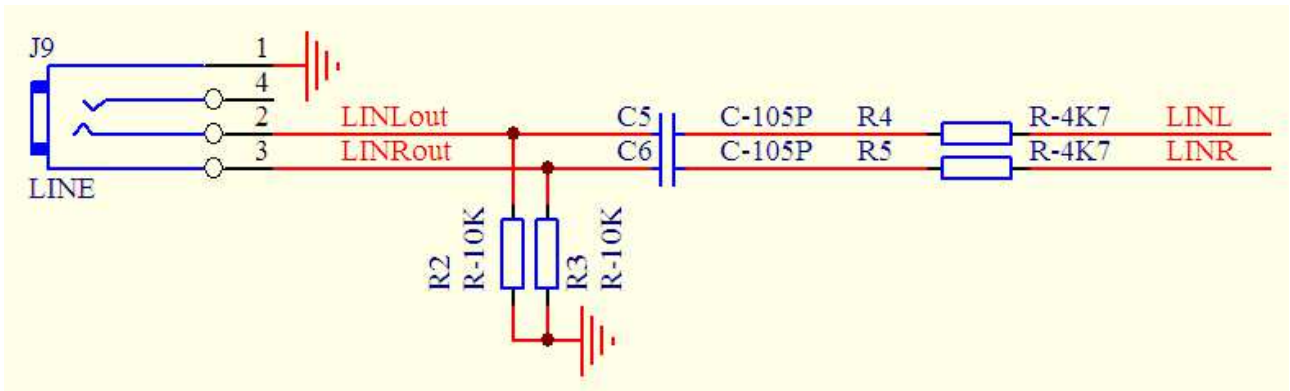 J9
1
4
2
3
LINE
LINLout
LINRout
C5 C-105P R4 R-4K7 LINL
C6 C-105P R5 R-4K7 LINR
R2
R-10K
R3
R-10K